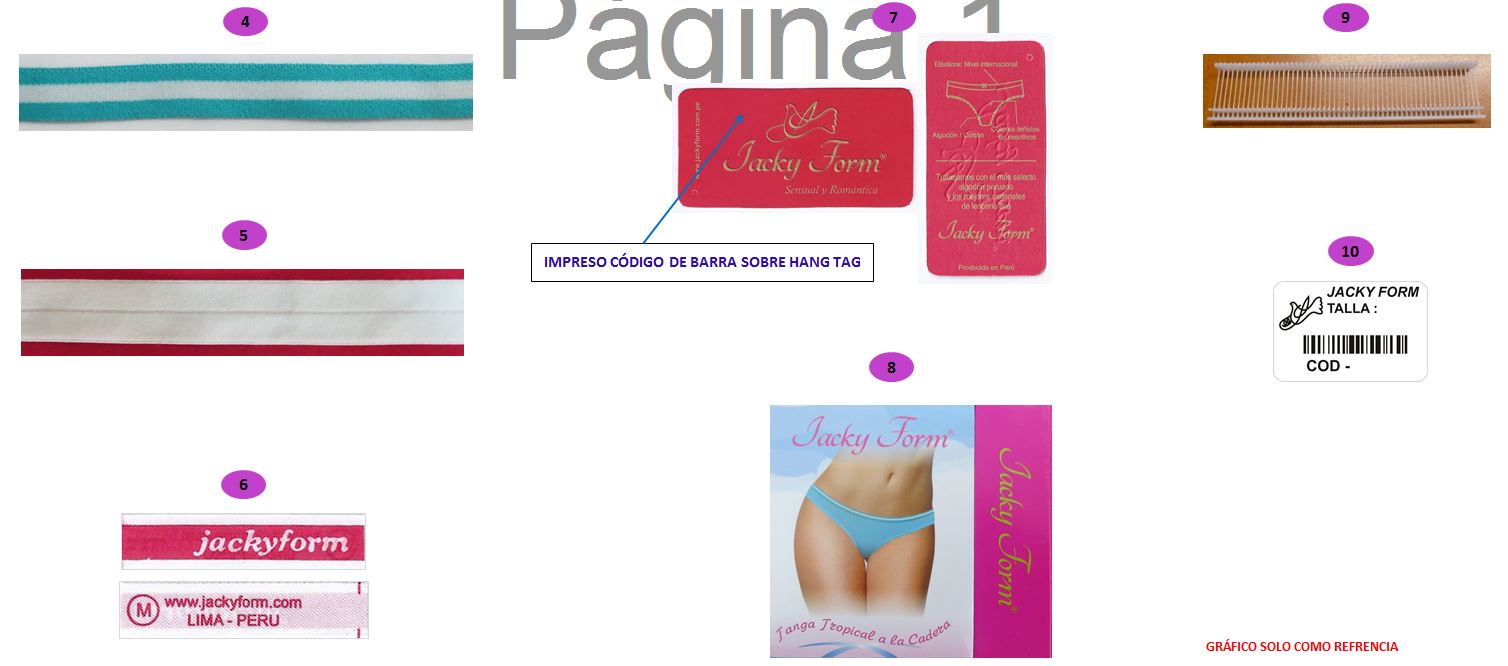 Página 1
4
5
6
jackyform
M
www.jackyform.com
LIMA - PERU
7
www.jackyform.com.pe
Jacky Form®
Sensual y Romántica
Elásticos: Nivel Internacional
Algodón / Cotton
Colores teñidos
en reactivos
Trabajamos con el más selecto
algodón peruano
y los mejores materiales
de lencería fina
Jacky Form®
Producido en Perú
IMPRESO CÓDIGO DE BARRA SOBRE HANG TAG
8
Jacky Form®
Tanga Tropical a la Cadera
Jacky Form®
9
10
JACKY FORM
TALLA :
COD -
GRÁFICO SOLO COMO REFRENCIA